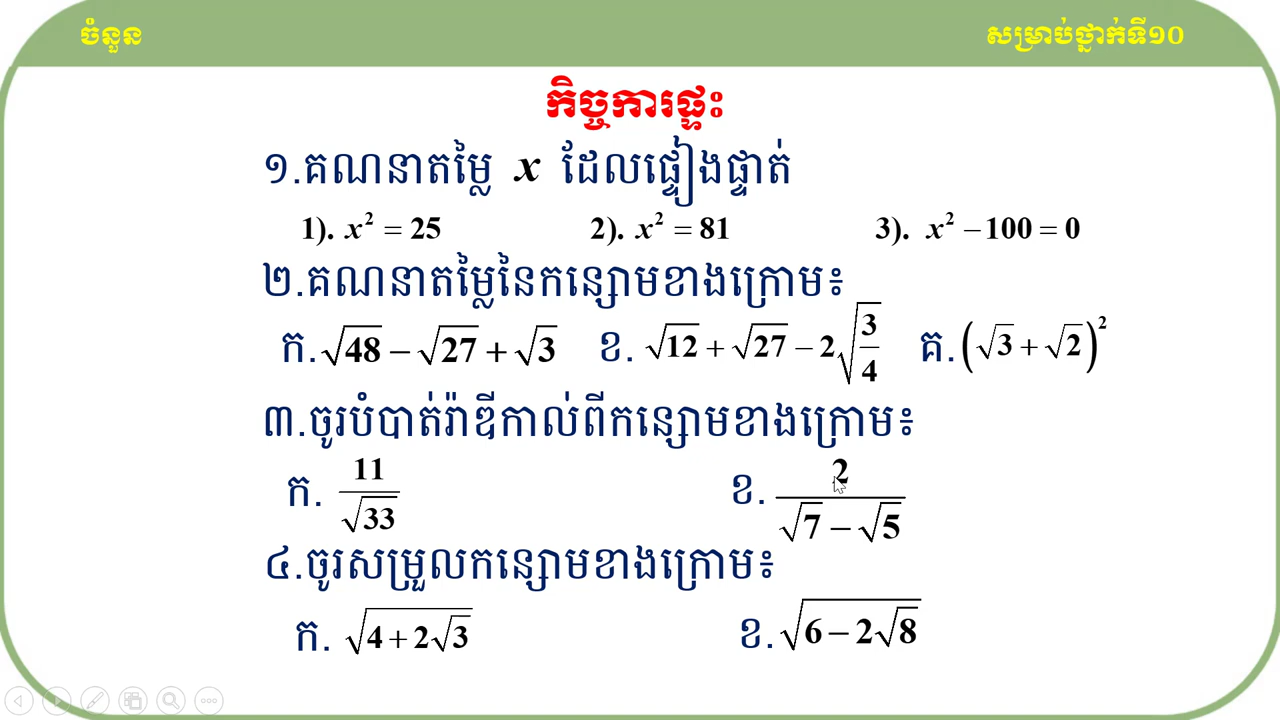 ចំនួន សម្រាប់ថ្នាក់ទី១០
កិច្ចការផ្ទះ
១.គណនាតម្លៃ x ដែលផ្ទៀងផ្ទាត់
1). x² = 25 2). x² = 81 3). x² − 100 = 0
២.គណនាតម្លៃនៃកន្សោមខាងក្រោម៖
ក. √48 − √27 + √3 ខ. √12 + √27 − 2√(3/4) គ. (√3 + √2)²
៣.ចូរបំបាត់រ៉ាឌីកាល់ពីកន្សោមខាងក្រោម៖
ក. 11/√33 ខ. 2/(√7 − √5)
៤.ចូរសម្រួលកន្សោមខាងក្រោម៖
ក. √(4 + 2√3) ខ. √(6 − 2√8)